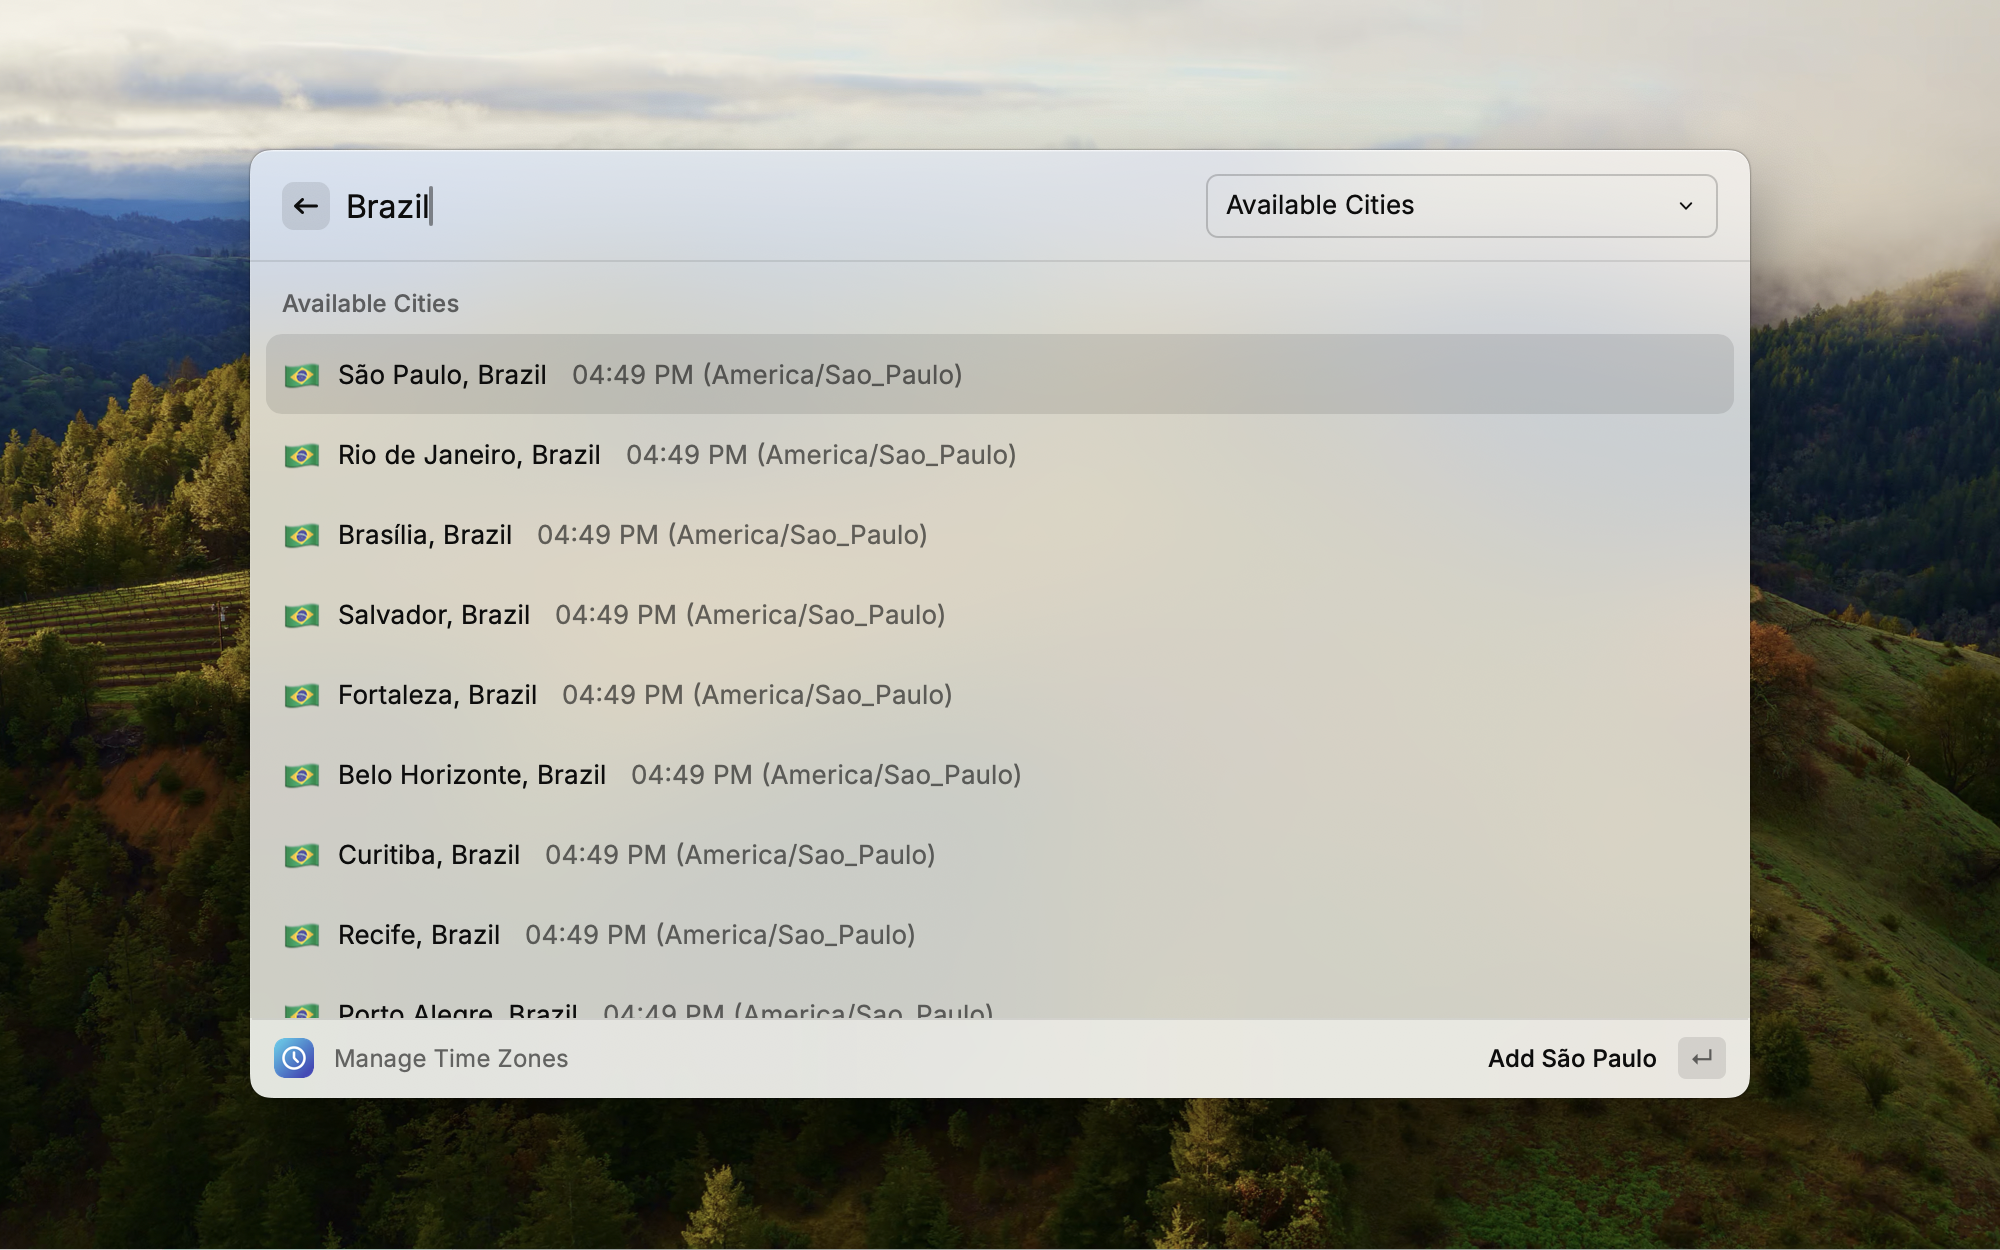 Brazil
Available Cities
Available Cities
São Paulo, Brazil 04:49 PM (America/Sao_Paulo)
Rio de Janeiro, Brazil 04:49 PM (America/Sao_Paulo)
Brasília, Brazil 04:49 PM (America/Sao_Paulo)
Salvador, Brazil 04:49 PM (America/Sao_Paulo)
Fortaleza, Brazil 04:49 PM (America/Sao_Paulo)
Belo Horizonte, Brazil 04:49 PM (America/Sao_Paulo)
Curitiba, Brazil 04:49 PM (America/Sao_Paulo)
Recife, Brazil 04:49 PM (America/Sao_Paulo)
Porto Alegre, Brazil 04:49 PM (America/Sao_Paulo)
Manage Time Zones
Add São Paulo